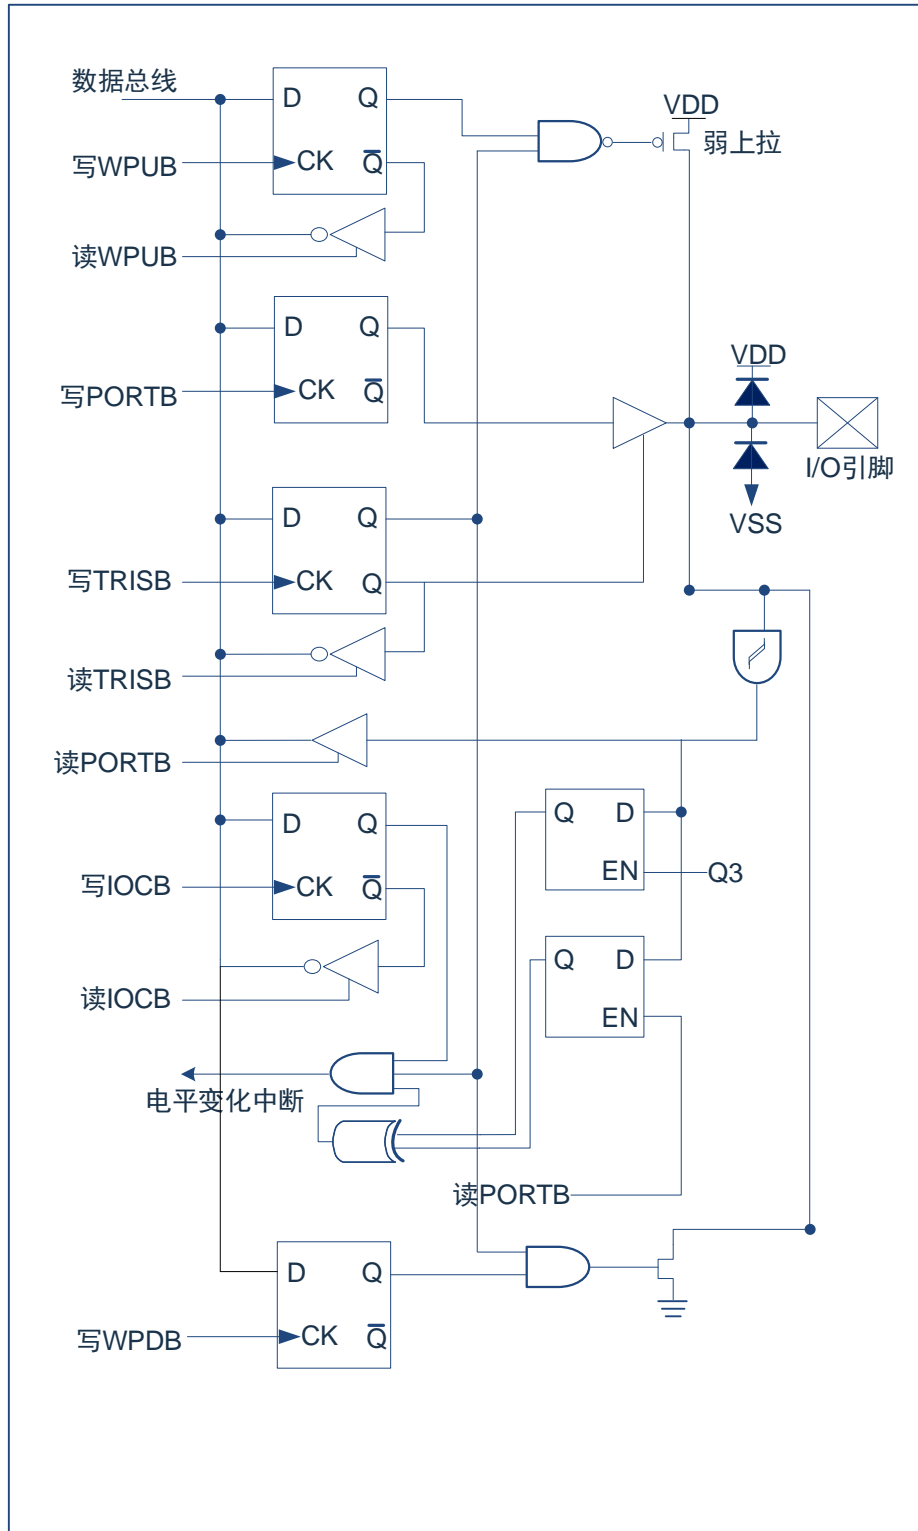 数据总线
D Q
VDD
弱上拉
写WPUB
CK Q̅
读WPUB
D Q
VDD
写PORTB
CK Q̅
I/O引脚
D Q
VSS
写TRISB
CK Q
读TRISB
读PORTB
D Q
Q D
写IOCB
CK Q̅
EN Q3
Q D
读IOCB
EN
电平变化中断
读PORTB
D Q
写WPDB
CK Q̅